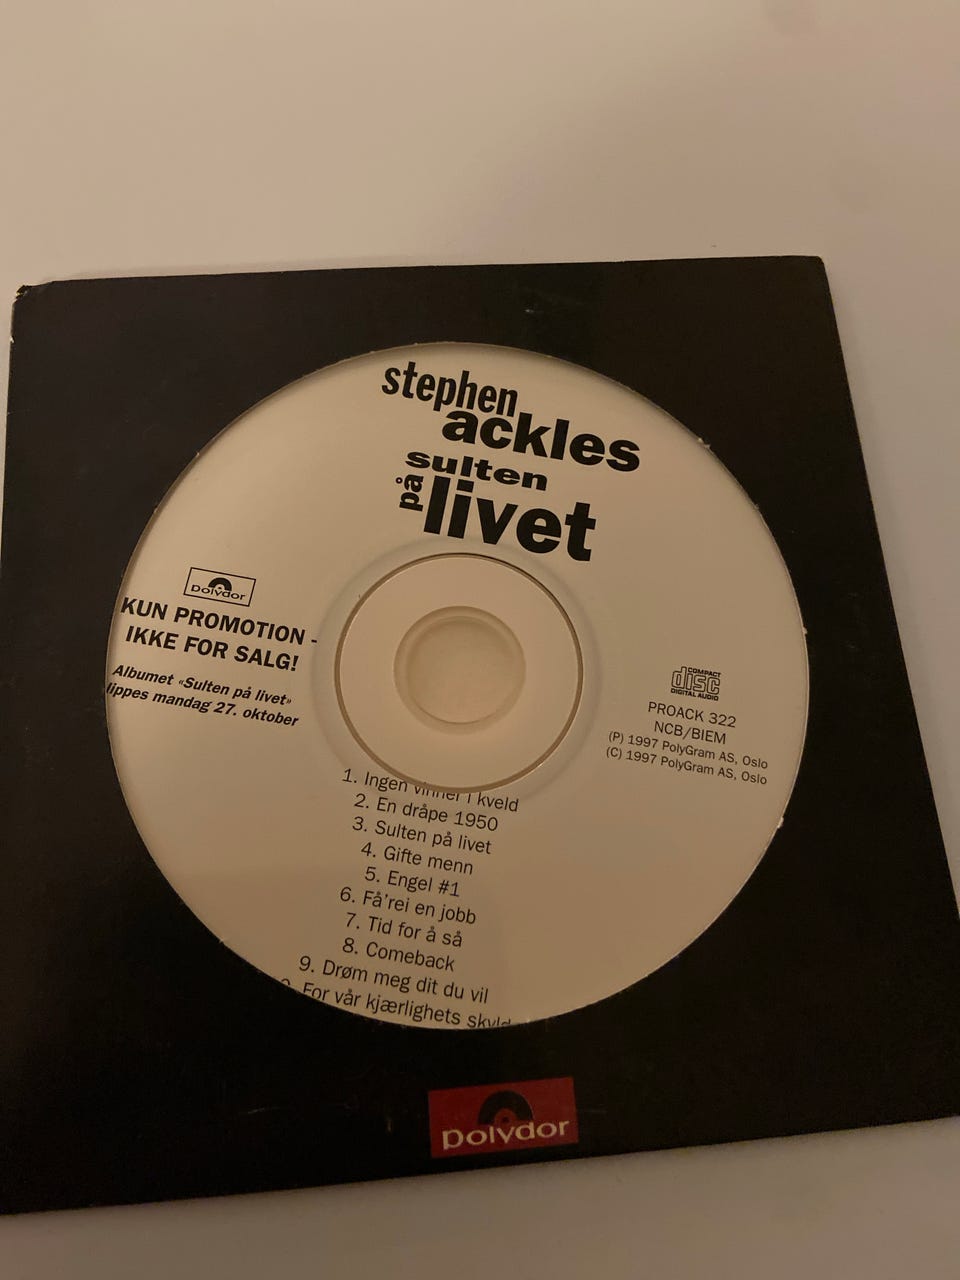 stephen
ackles
sulten
på
livet
polydor
KUN PROMOTION -
IKKE FOR SALG!
Albumet «Sulten på livet»
lippes mandag 27. oktober
COMPACT
disc
DIGITAL AUDIO
PROACK 322
NCB/BIEM
(P) 1997 PolyGram AS, Oslo
(C) 1997 PolyGram AS, Oslo
1. Ingen vinner i kveld
2. En dråpe 1950
3. Sulten på livet
4. Gifte menn
5. Engel #1
6. Få'rei en jobb
7. Tid for å så
8. Comeback
9. Drøm meg dit du vil
For vår kjærlighets skyld
polydor